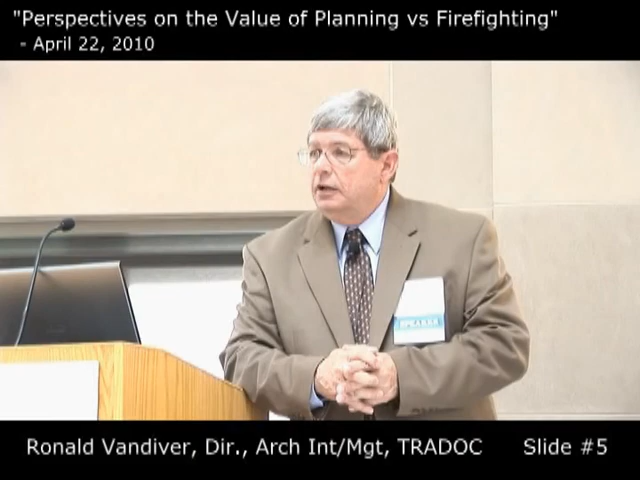 "Perspectives on the Value of Planning vs Firefighting"
- April 22, 2010
SPEAKER
Ronald Vandiver, Dir., Arch Int/Mgt, TRADOC Slide #5